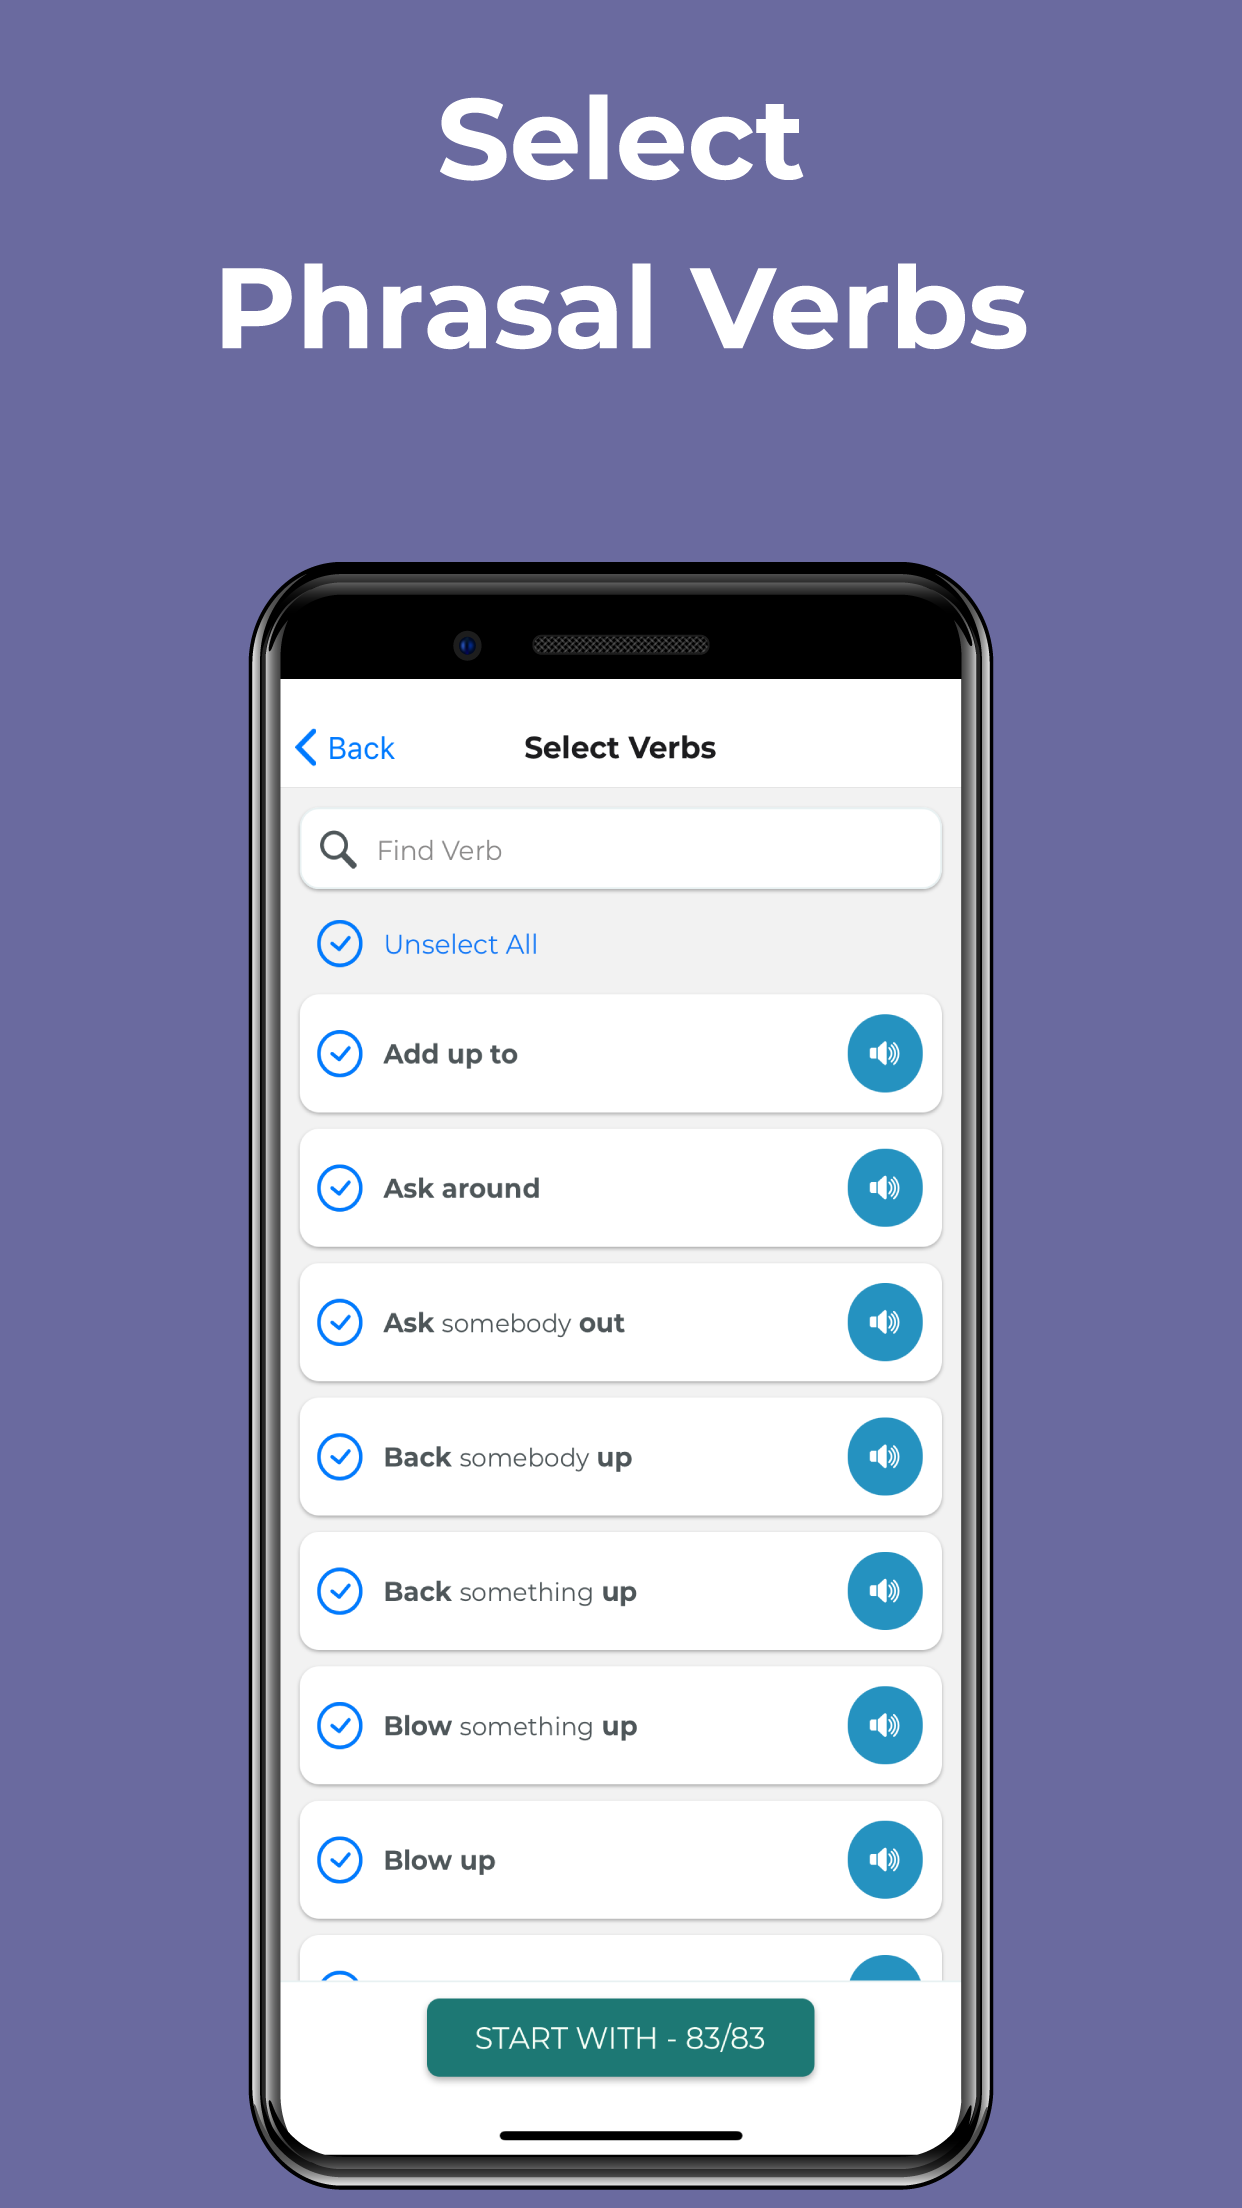 Select
Phrasal Verbs
Back
Select Verbs
Find Verb
Unselect All
Add up to
Ask around
Ask somebody out
Back somebody up
Back something up
Blow something up
Blow up
START WITH - 83/83